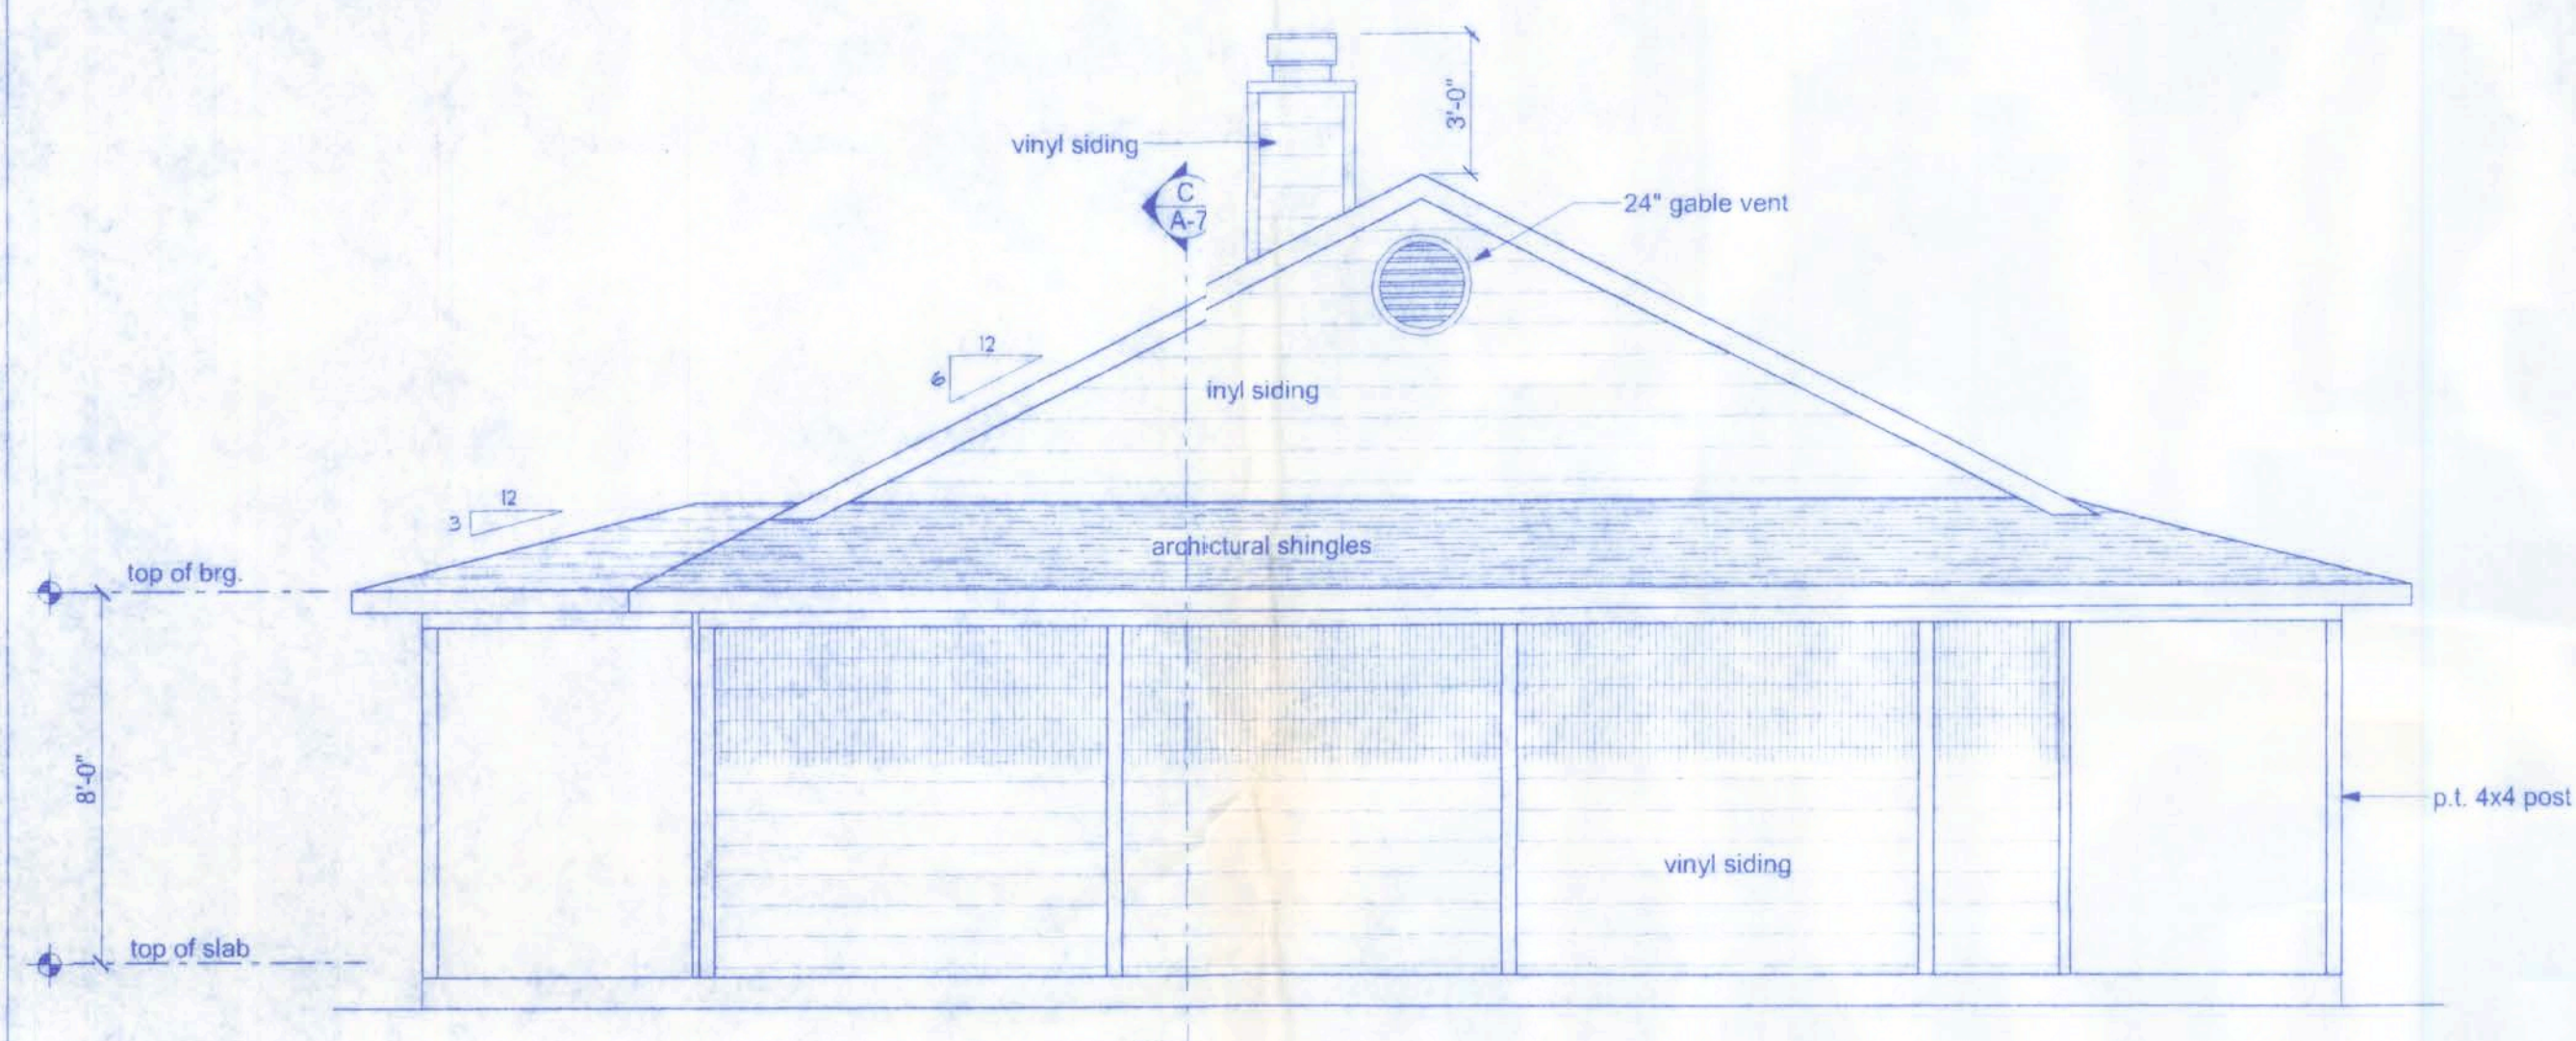 3'-0"
vinyl siding
C
A-7
24" gable vent
12
6
inyl siding
12
3
archictural shingles
top of brg.
8'-0"
p.t. 4x4 post
vinyl siding
top of slab